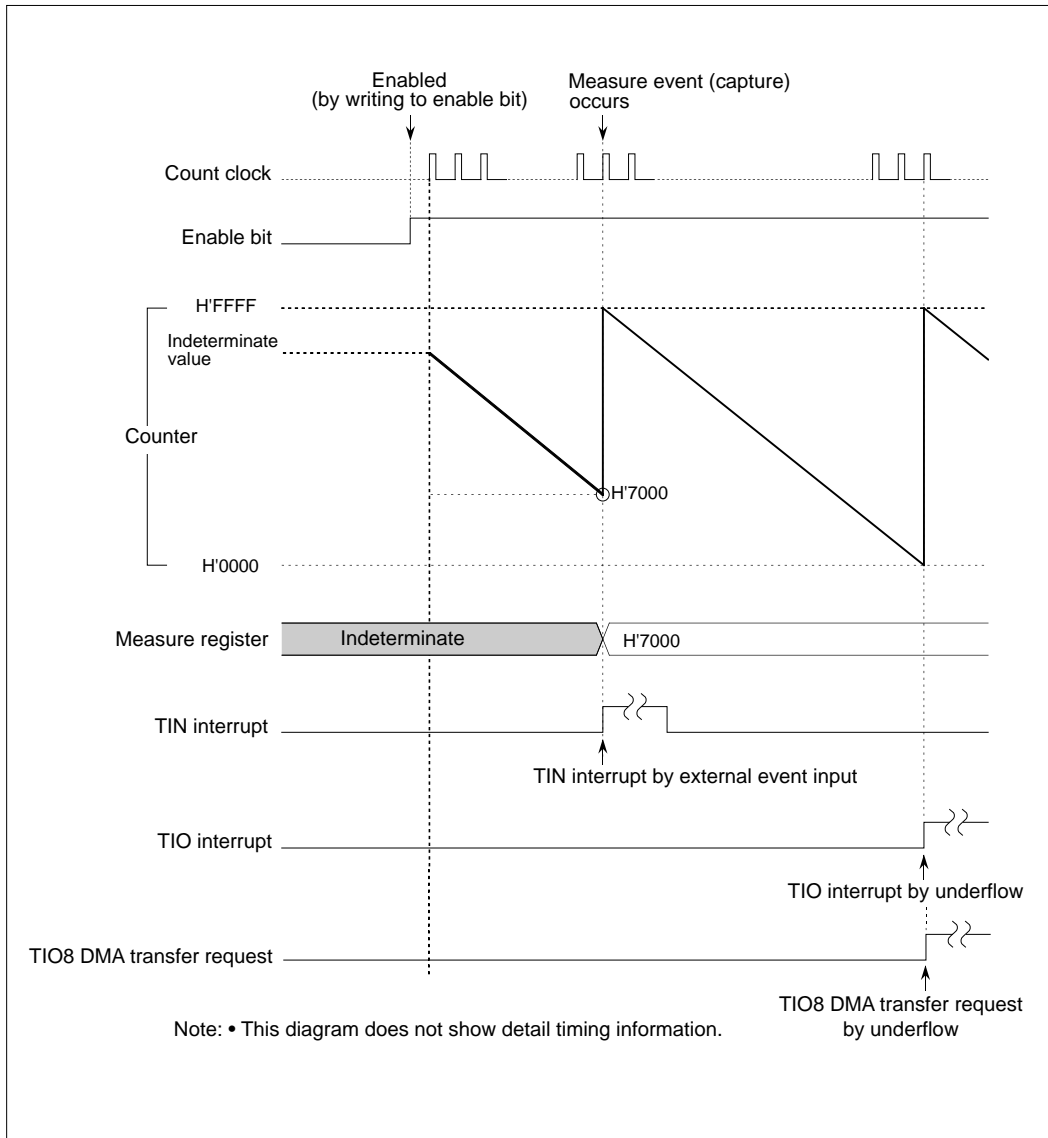 Enabled
(by writing to enable bit)
Measure event (capture)
occurs
Count clock
Enable bit
H'FFFF
Indeterminate
value
Counter
H'7000
H'0000
Measure register
Indeterminate
H'7000
TIN interrupt
TIN interrupt by external event input
TIO interrupt
TIO interrupt by underflow
TIO8 DMA transfer request
TIO8 DMA transfer request
by underflow
Note: • This diagram does not show detail timing information.